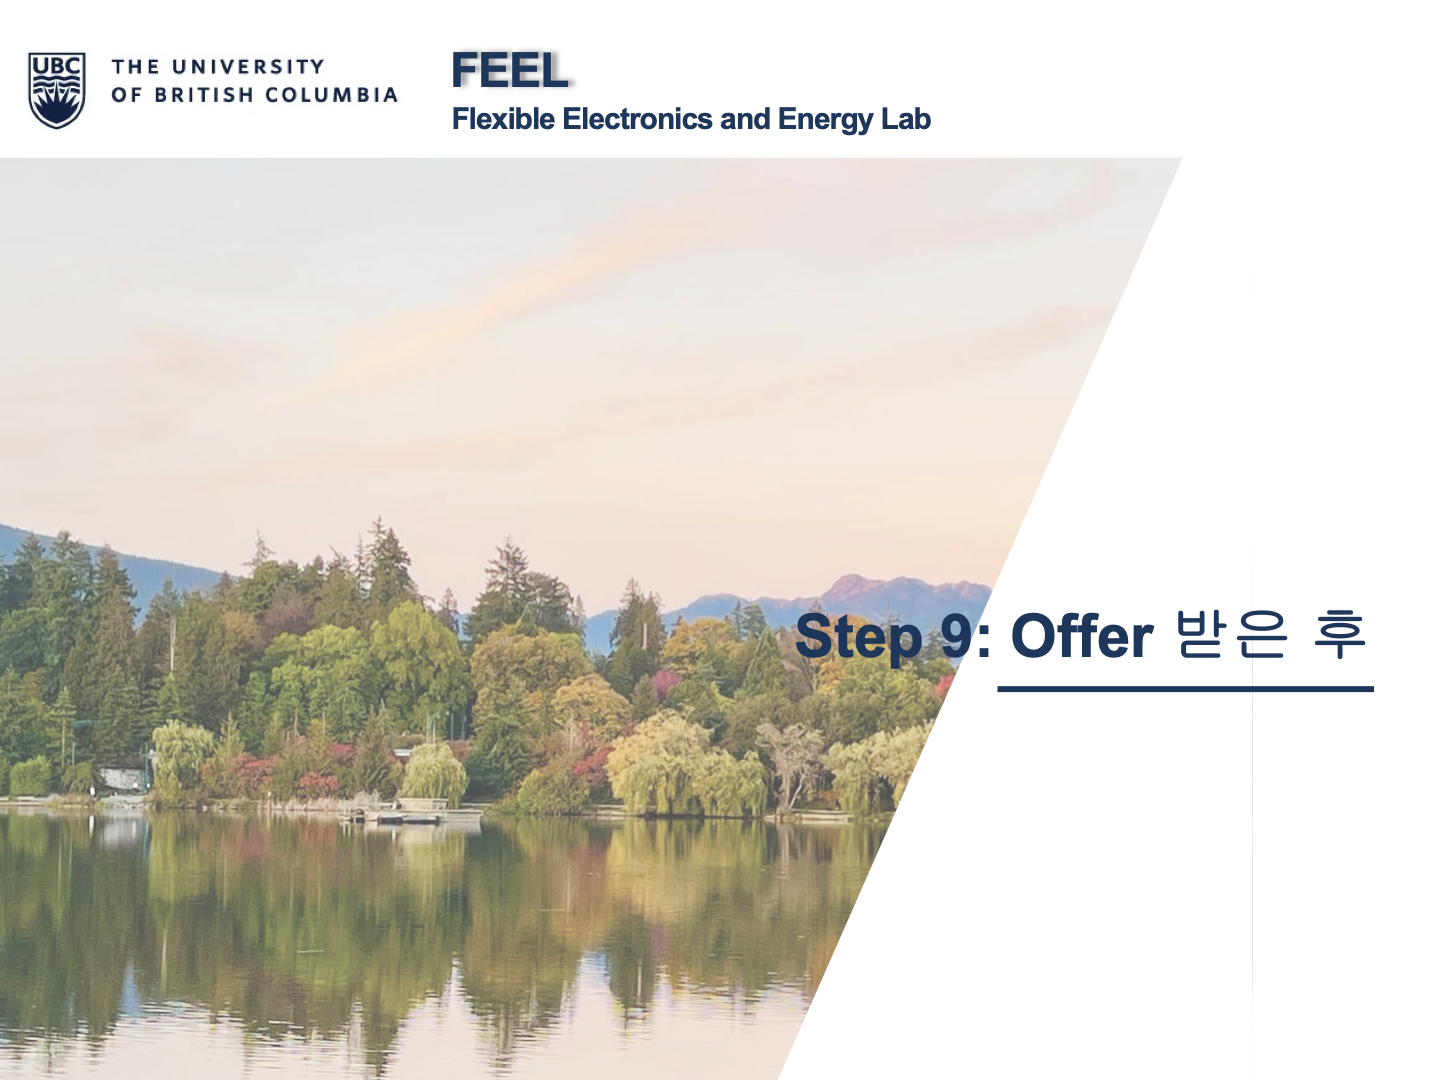 UBC
THE UNIVERSITY
OF BRITISH COLUMBIA
FEEL
Flexible Electronics and Energy Lab
Step 9: Offer 받은 후